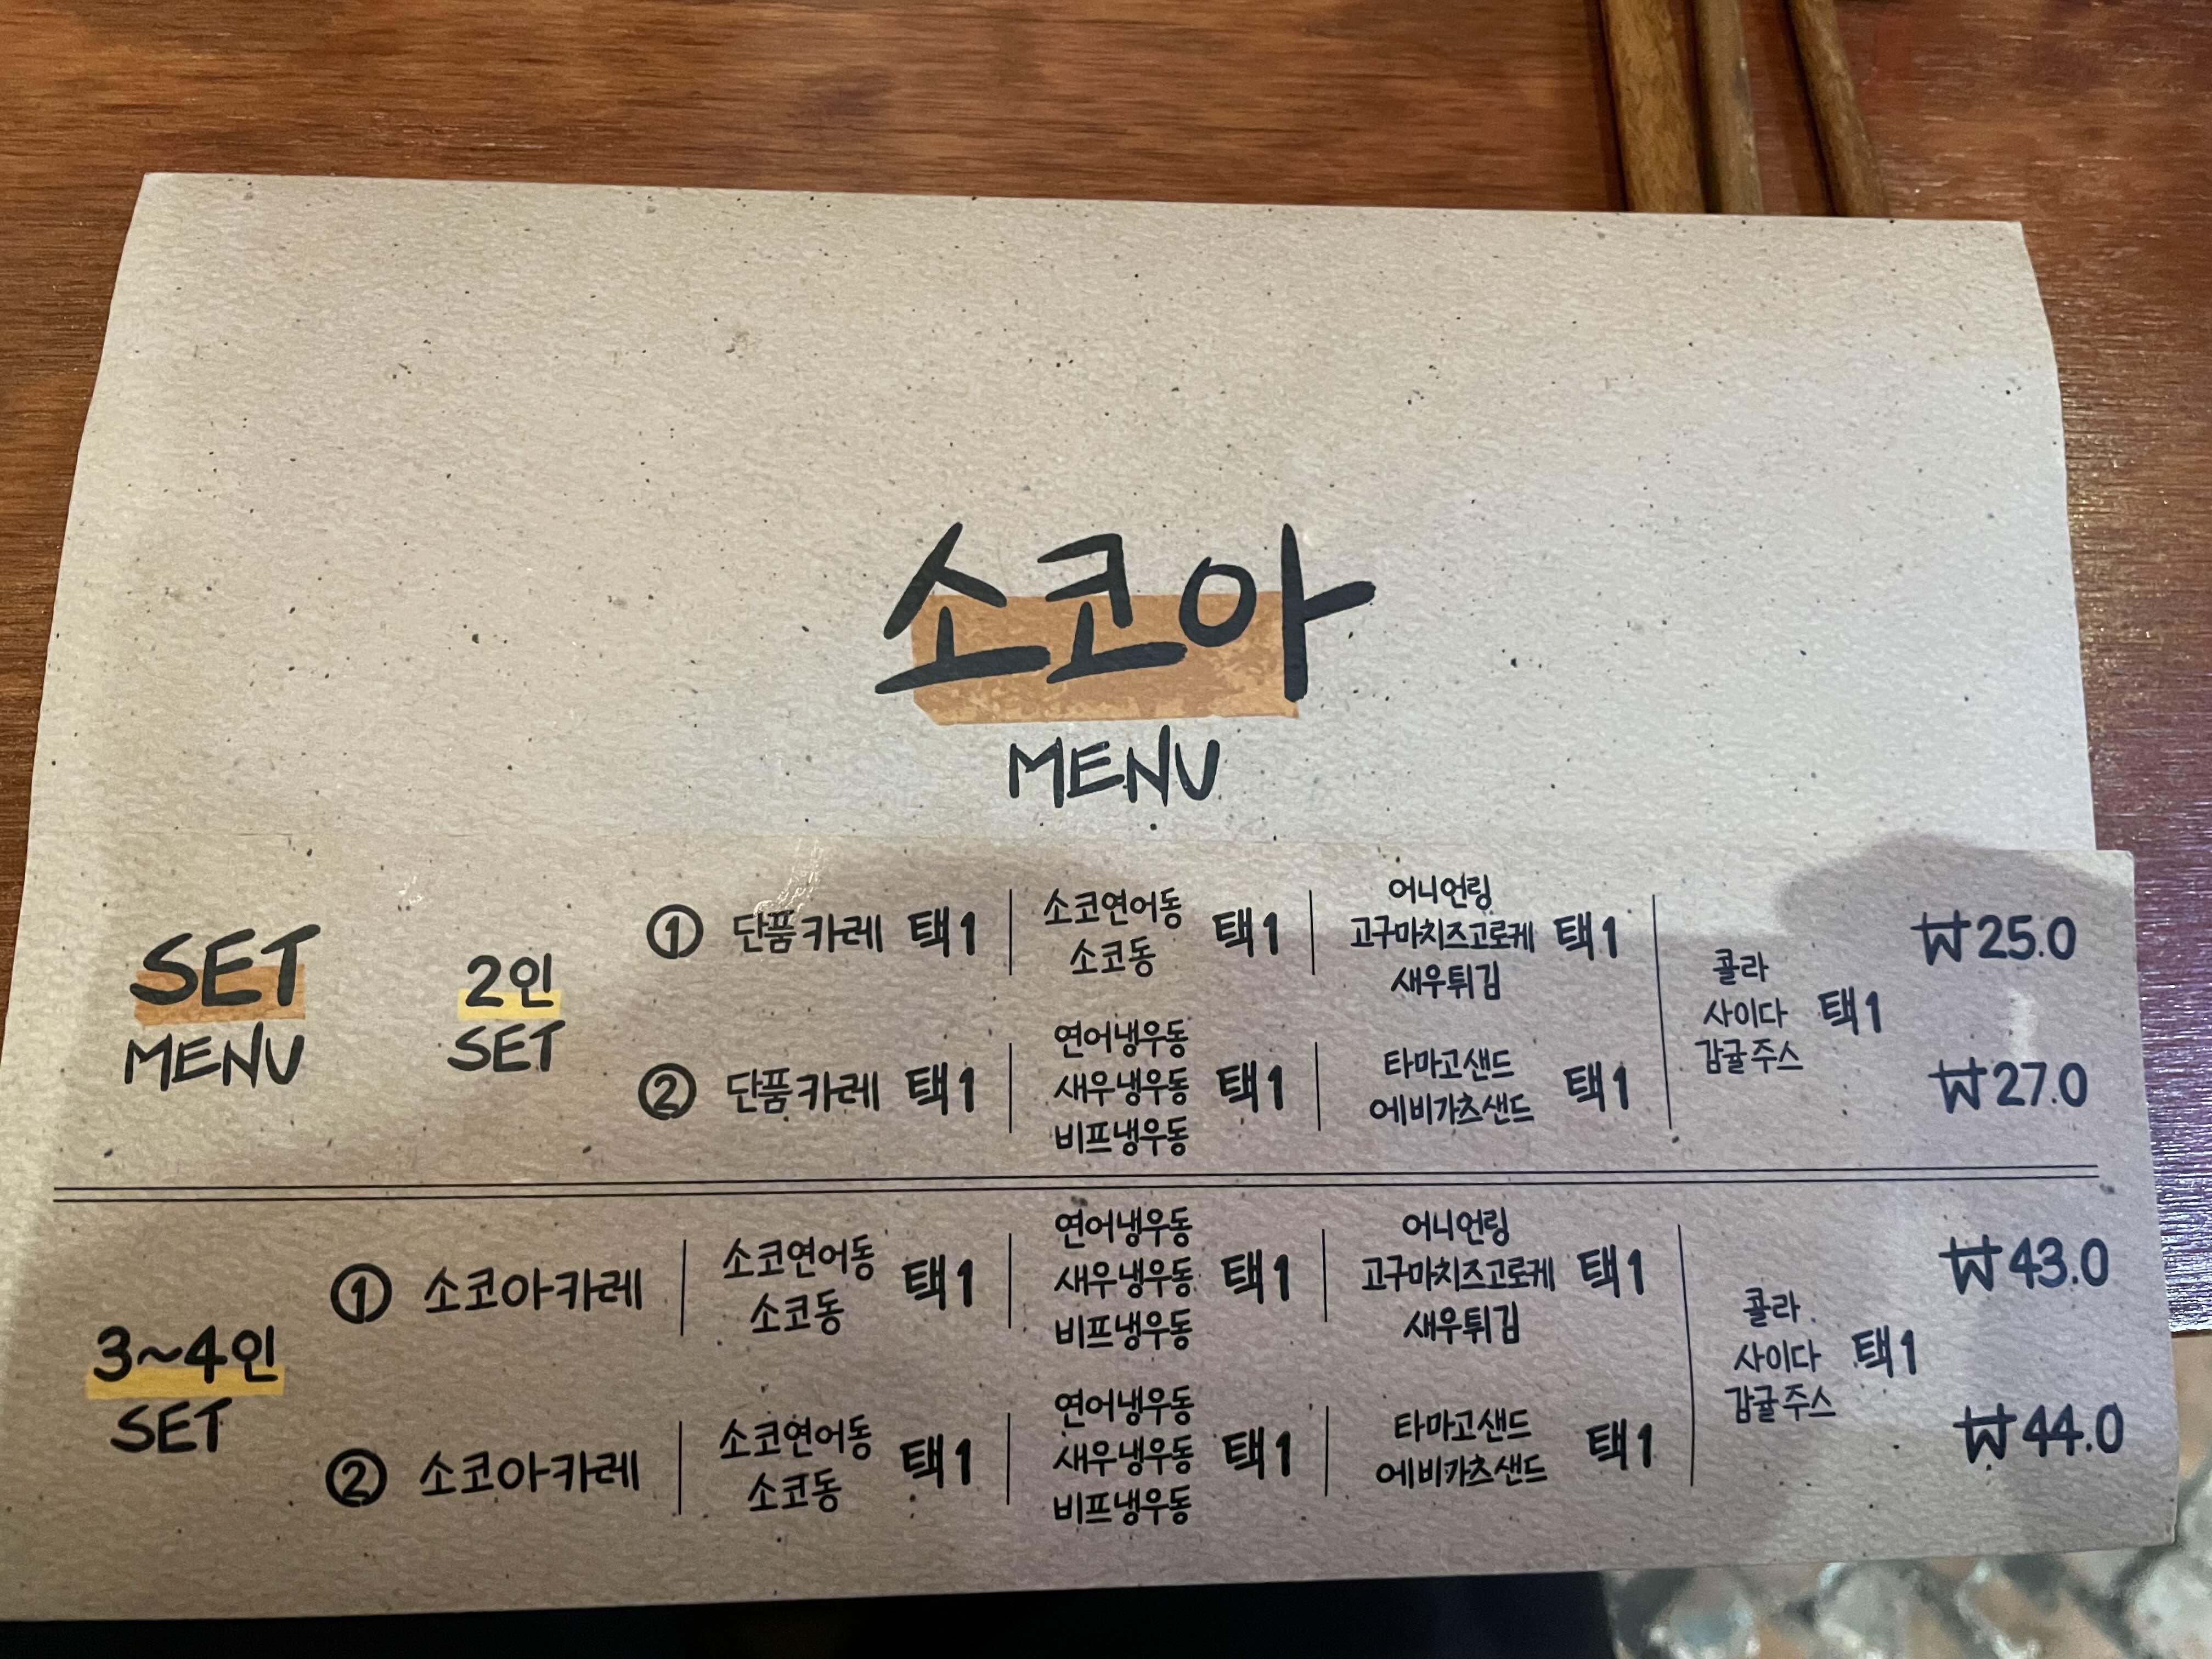 소코아
MENU
SET
MENU
2인
SET
① 단품카레 택1
소코연어동
소코동
택1
어니언링
고구마치즈고로케
새우튀김
택1
₩25.0
② 단품카레 택1
연어냉우동
새우냉우동
비프냉우동
택1
타마고샌드
에비가츠샌드
택1
콜라
사이다
감귤주스
택1
₩27.0
3~4인
SET
① 소코아카레
소코연어동
소코동
택1
연어냉우동
새우냉우동
비프냉우동
택1
어니언링
고구마치즈고로케
새우튀김
택1
₩43.0
② 소코아카레
소코연어동
소코동
택1
연어냉우동
새우냉우동
비프냉우동
택1
타마고샌드
에비가츠샌드
택1
콜라
사이다
감귤주스
택1
₩44.0